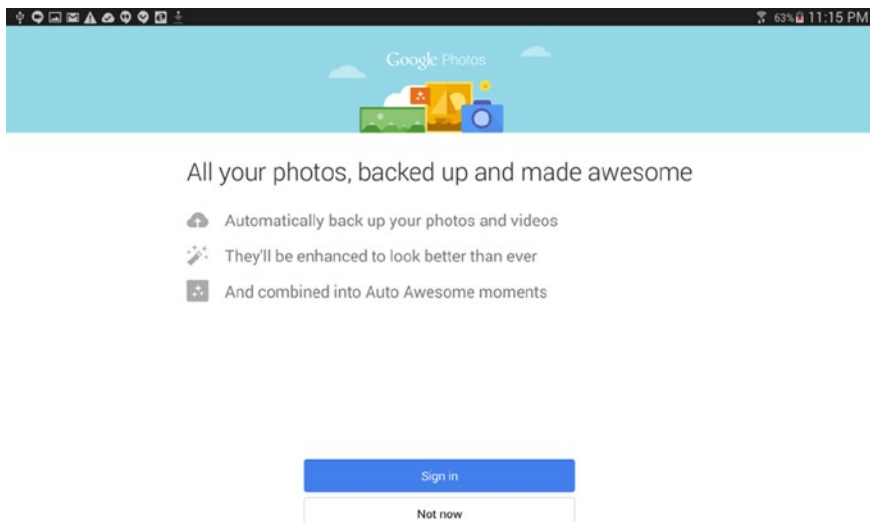 63% 11:15 PM
Google Photos
All your photos, backed up and made awesome
Automatically back up your photos and videos
They'll be enhanced to look better than ever
And combined into Auto Awesome moments
Sign in
Not now